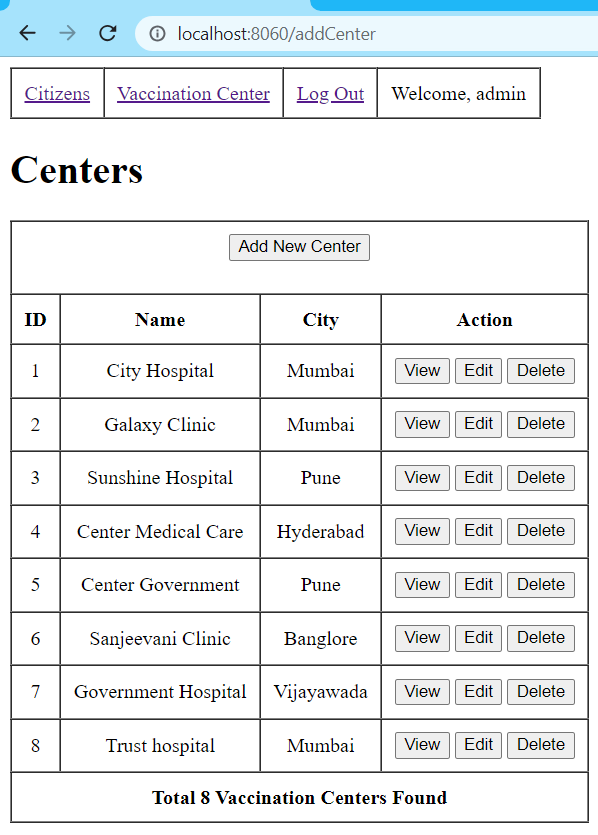 localhost:8060/addCenter
Citizens Vaccination Center Log Out Welcome, admin
Centers
Add New Center
ID Name City Action
1 City Hospital Mumbai View Edit Delete
2 Galaxy Clinic Mumbai View Edit Delete
3 Sunshine Hospital Pune View Edit Delete
4 Center Medical Care Hyderabad View Edit Delete
5 Center Government Pune View Edit Delete
6 Sanjeevani Clinic Banglore View Edit Delete
7 Government Hospital Vijayawada View Edit Delete
8 Trust hospital Mumbai View Edit Delete
Total 8 Vaccination Centers Found